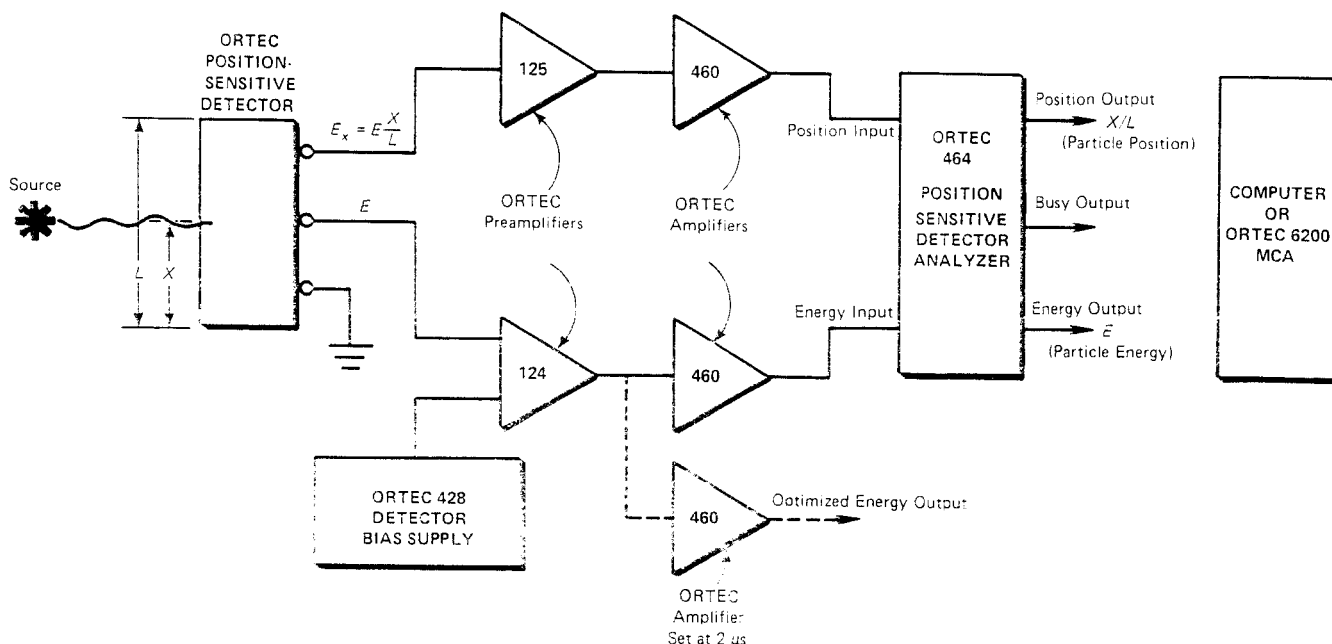 ORTEC
POSITION-
SENSITIVE
DETECTOR
E_x = E X/L
E
Source
L
X
125
460
ORTEC
Preamplifiers
ORTEC
Amplifiers
Position Input
Energy Input
124
460
ORTEC
464
POSITION
SENSITIVE
DETECTOR
ANALYZER
Position Output
X/L
(Particle Position)
Busy Output
Energy Output
E
(Particle Energy)
COMPUTER
OR
ORTEC 6200
MCA
ORTEC 428
DETECTOR
BIAS SUPPLY
460
Optimized Energy Output
ORTEC
Amplifier
Set at 2 μs